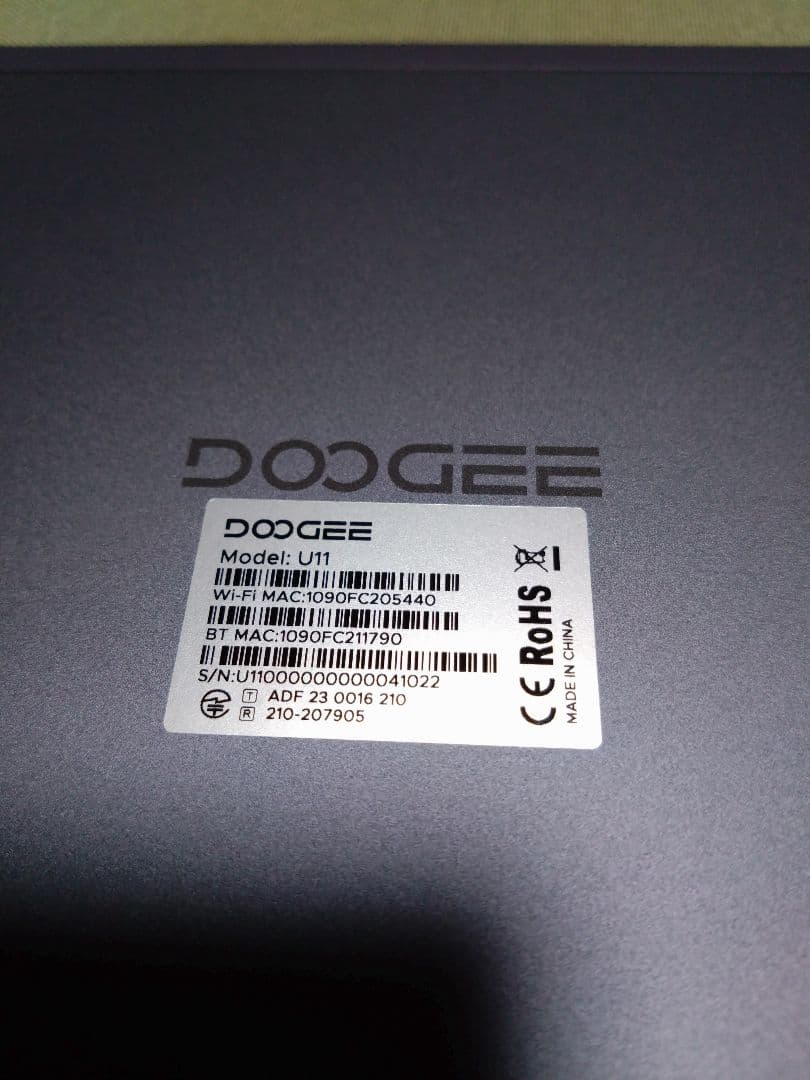 DOOGEE
DOOGEE
Model: U11
Wi-Fi MAC:1090FC205440
BT MAC:1090FC211790
S/N:U110000000000041022
T ADF 23 0016 210
R 210-207905
CE RoHS
MADE IN CHINA